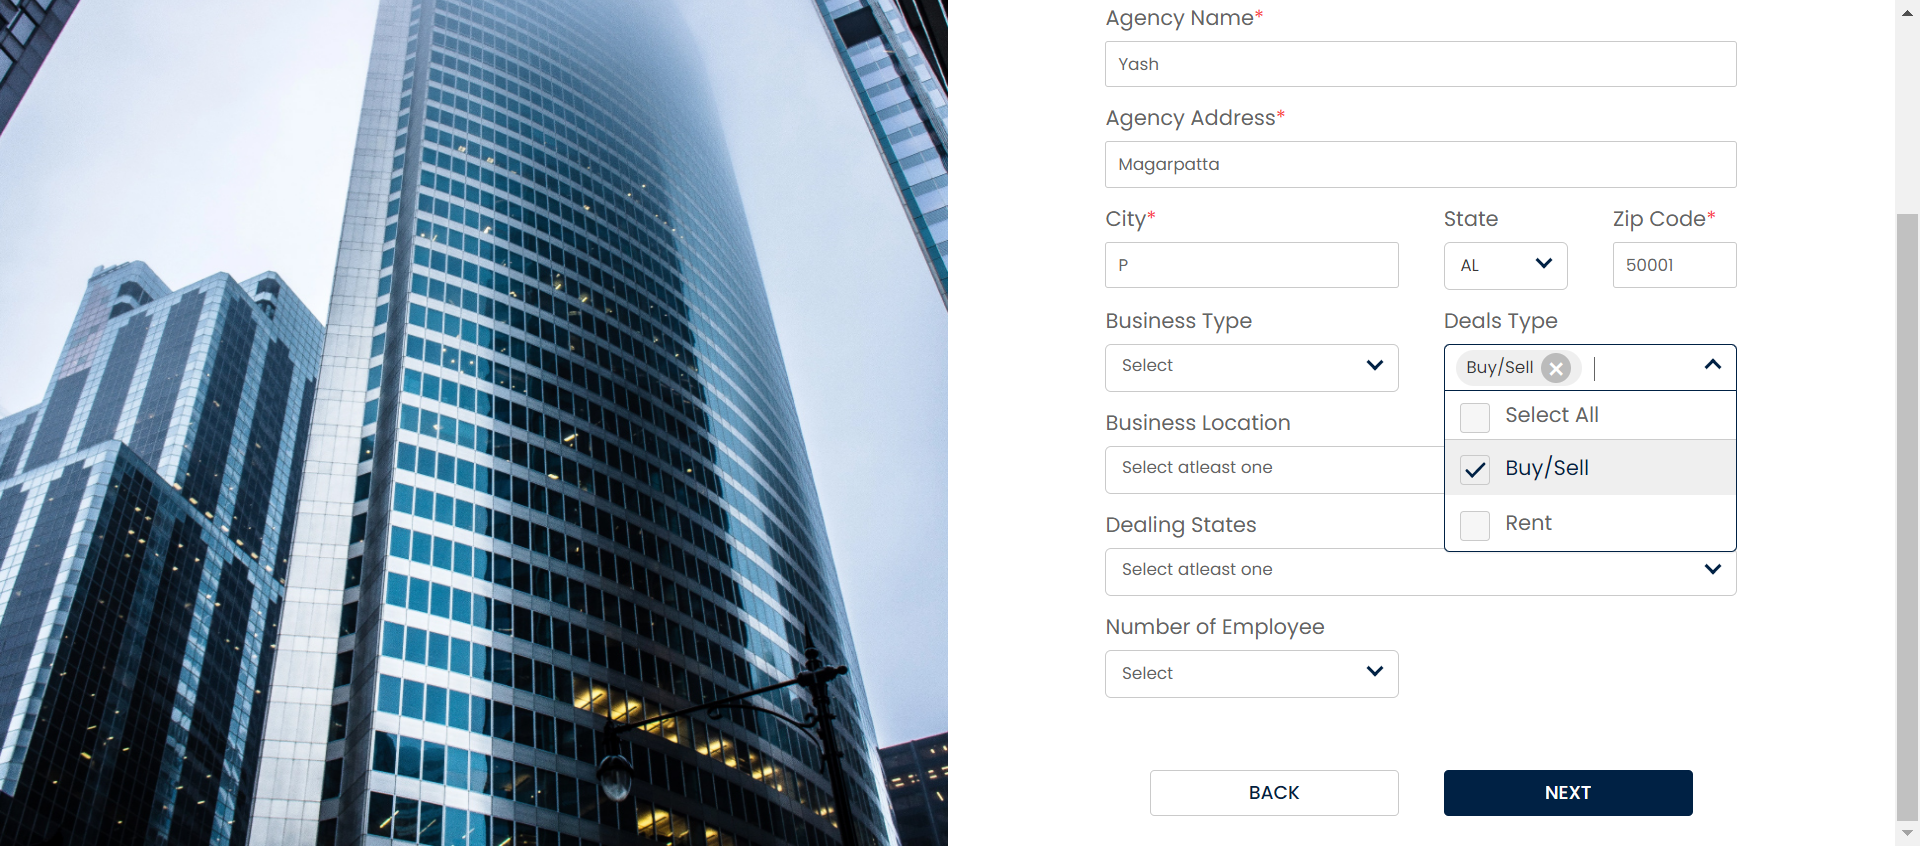 Agency Name*
Yash
Agency Address*
Magarpatta
City* State Zip Code*
P AL 50001
Business Type Deals Type
Select Buy/Sell
Select All
Business Location
Select atleast one Buy/Sell
Dealing States Rent
Select atleast one
Number of Employee
Select
BACK NEXT